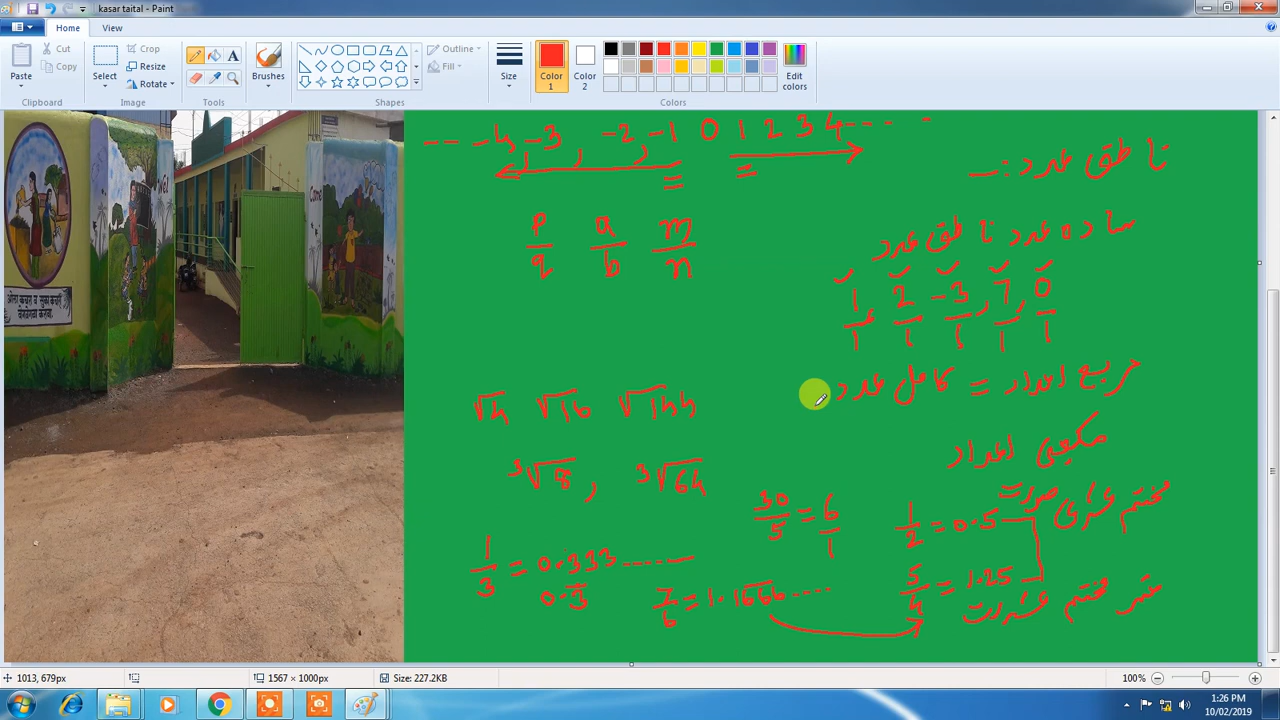 kasar taital - Paint
Home View
Paste Cut Copy Clipboard
Select Crop Resize Rotate Image
Tools
Brushes
Outline Fill Shapes
Size
Color 1 Color 2 Edit colors Colors
-- -4, -3, -2, -1 0 1 2 3 4 --- -
ناطق عدد :-
p/q a/b m/n
سادہ عدد ناطق عدد
1/1, 2/1 -3/1, 7/1, 0/1
مربع اعداد = کامل عدد
√4 √16 √144
مکعبی اعداد
³√8, ³√64
مختتم عشری صورت
30/5 = 6/1
1/2 = 0.5
1/3 = 0.333.......
0.3̅
7/6 = 1.1666....
5/4 = 1.25
غیر مختتم
1013, 679px
1567 × 1000px
Size: 227.2KB
100%
1:26 PM
10/02/2019